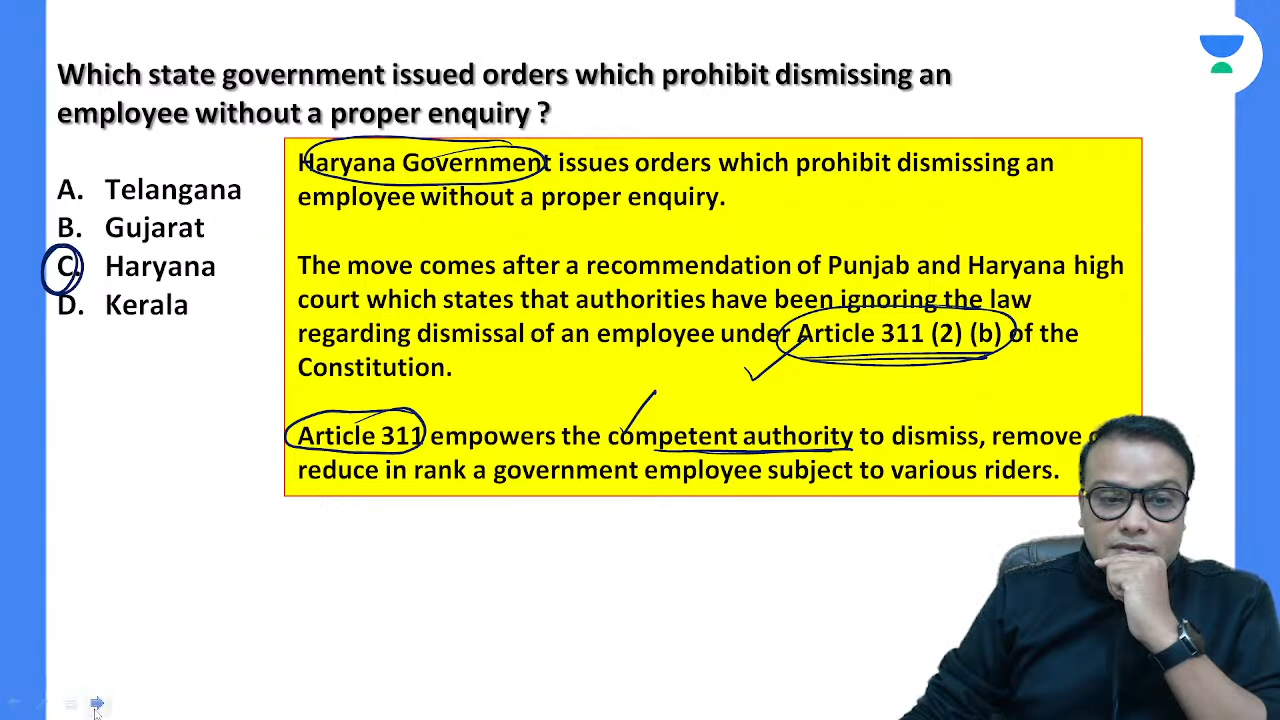 Which state government issued orders which prohibit dismissing an
employee without a proper enquiry ?
A. Telangana
B. Gujarat
C. Haryana
D. Kerala
Haryana Government issues orders which prohibit dismissing an
employee without a proper enquiry.
The move comes after a recommendation of Punjab and Haryana high
court which states that authorities have been ignoring the law
regarding dismissal of an employee under Article 311 (2) (b) of the
Constitution.
Article 311 empowers the competent authority to dismiss, remove
reduce in rank a government employee subject to various riders.